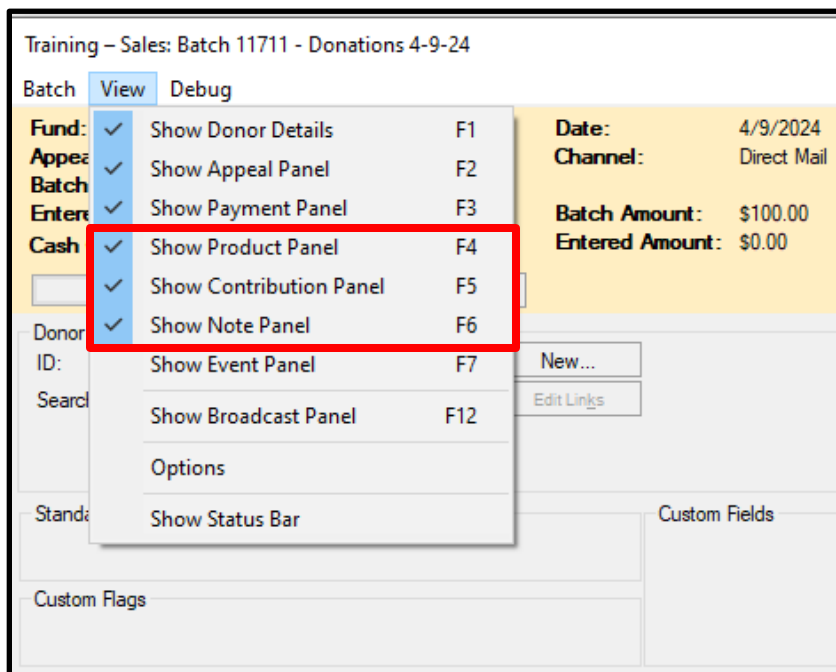 Training – Sales: Batch 11711 - Donations 4-9-24
Batch View Debug
Fund: Show Donor Details F1 Date: 4/9/2024
Show Appeal Panel F2 Channel: Direct Mail
Batch
Show Payment Panel F3 Batch Amount: $100.00
Cash Show Product Panel F4 Entered Amount: $0.00
Show Contribution Panel F5
Donor Show Note Panel F6
ID: Show Event Panel F7 New...
Show Broadcast Panel F12 Edit Links
Options
Show Status Bar Custom Fields
Custom Flags